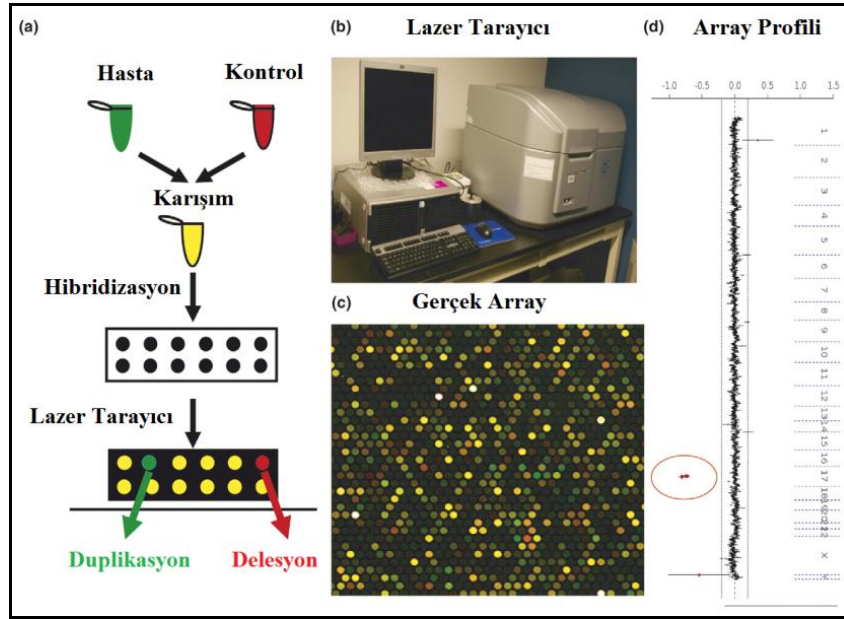 (a)
Hasta
Kontrol
Karışım
Hibridizasyon
Lazer Tarayıcı
Duplikasyon
Delesyon
(b)
Lazer Tarayıcı
(c)
Gerçek Array
(d)
Array Profili
-1.0 -0.5 0.0 0.5 1.0 1.5
1
2
3
4
5
6
7
8
9
10
11
12
13
14
15
16
17
18
X